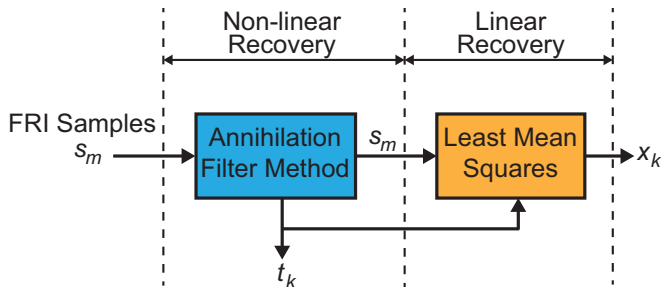 Non-linear
Recovery
Linear
Recovery
FRI Samples
s_m
Annihilation
Filter Method
s_m
Least Mean
Squares
x_k
t_k